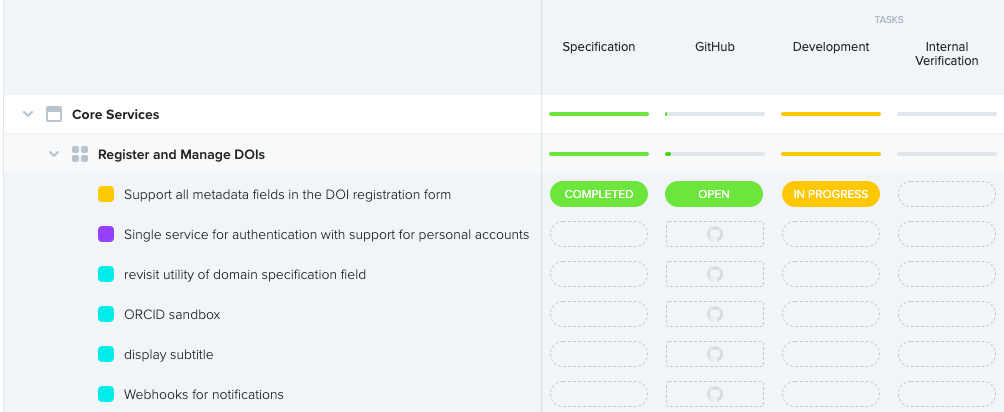 TASKS
Specification
GitHub
Development
Internal
Verification
Core Services
Register and Manage DOIs
Support all metadata fields in the DOI registration form
COMPLETED
OPEN
IN PROGRESS
Single service for authentication with support for personal accounts
revisit utility of domain specification field
ORCID sandbox
display subtitle
Webhooks for notifications